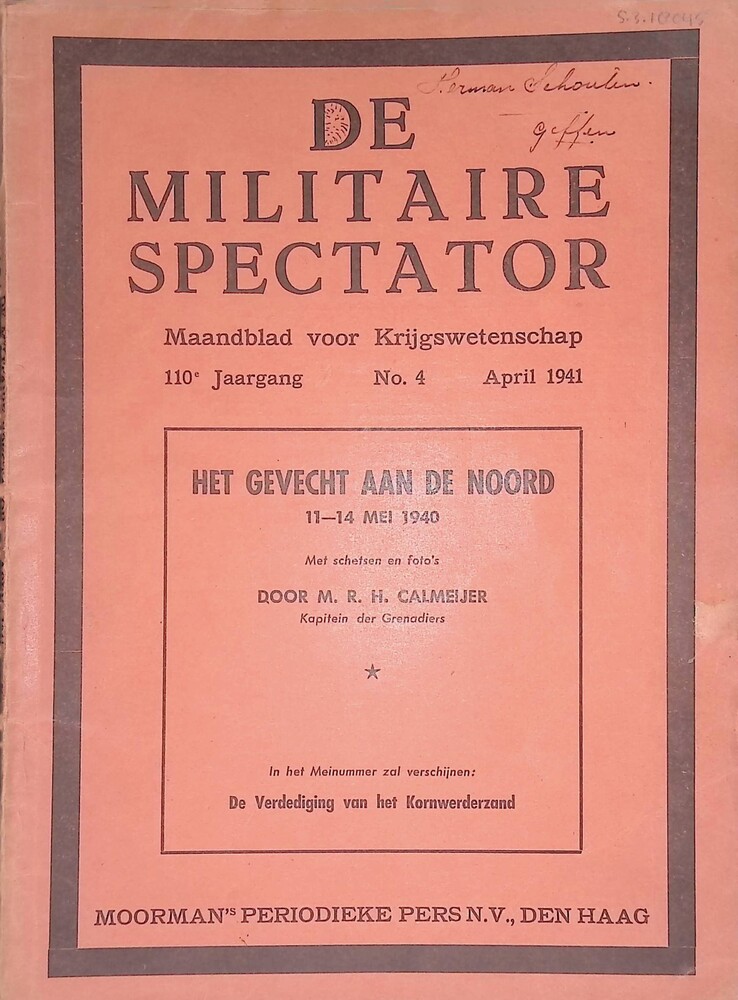 Herman Schouten.
Geffen
DE
MILITAIRE
SPECTATOR
Maandblad voor Krijgswetenschap
110e Jaargang No. 4 April 1941
HET GEVECHT AAN DE NOORD
11—14 MEI 1940
Met schetsen en foto's
DOOR M. R. H. CALMEIJER
Kapitein der Grenadiers
In het Meinummer zal verschijnen:
De Verdediging van het Kornwerderzand
MOORMAN's PERIODIEKE PERS N.V., DEN HAAG